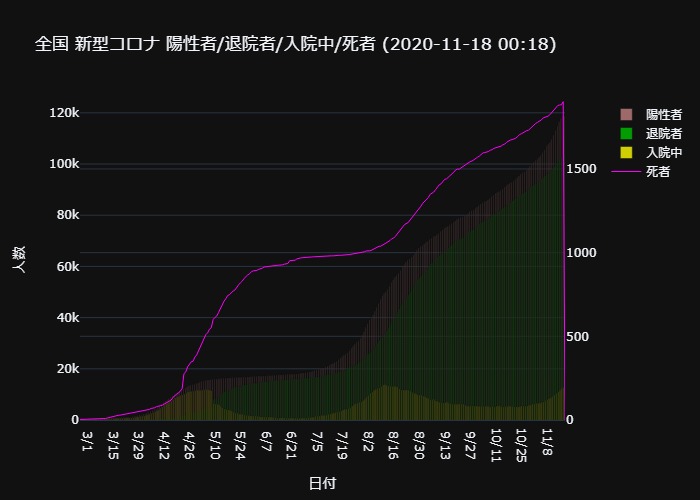 全国 新型コロナ 陽性者/退院者/入院中/死者 (2020-11-18 00:18)
陽性者
退院者
入院中
死者
人数
120k
100k
80k
60k
40k
20k
0
1500
1000
500
0
3/1
3/15
3/29
4/12
4/26
5/10
5/24
6/7
6/21
7/5
7/19
8/2
8/16
8/30
9/13
9/27
10/11
10/25
11/8
日付